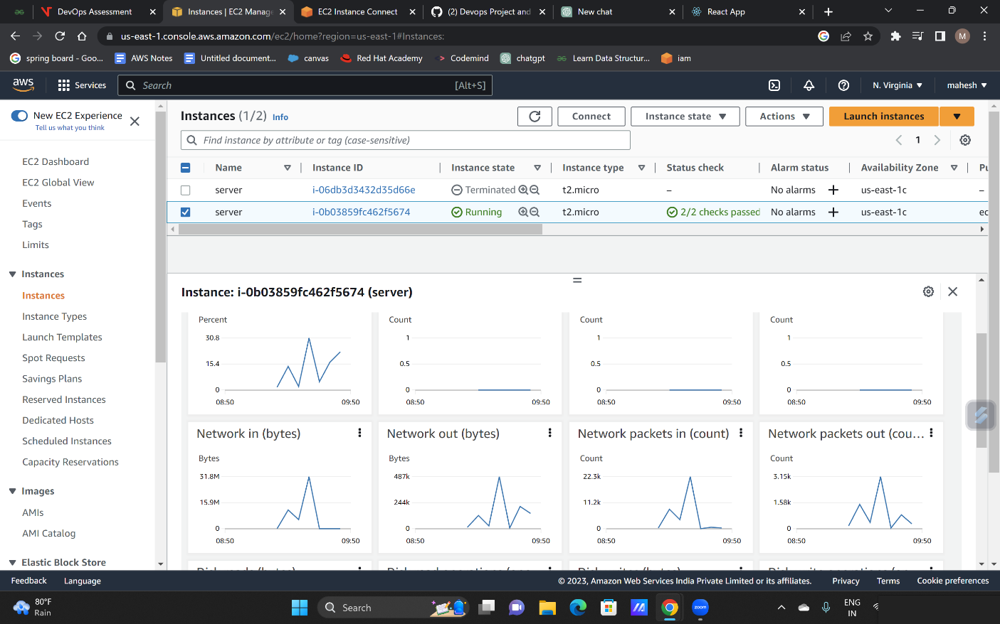 DevOps Assessment
Instances | EC2 Manage
EC2 Instance Connect
(2) Devops Project and
New chat
React App
us-east-1.console.aws.amazon.com/ec2/home?region=us-east-1#Instances:
M
spring board - Goo...
AWS Notes
Untitled document...
canvas
Red Hat Academy
Codemind
chatgpt
Learn Data Structur...
iam
aws
Services
Search
[Alt+S]
N. Virginia
mahesh
New EC2 Experience
Tell us what you think
EC2 Dashboard
EC2 Global View
Events
Tags
Limits
Instances
Instances
Instance Types
Launch Templates
Spot Requests
Savings Plans
Reserved Instances
Dedicated Hosts
Scheduled Instances
Capacity Reservations
Images
AMIs
AMI Catalog
Elastic Block Store
Instances (1/2) Info
Connect
Instance state
Actions
Launch instances
Find instance by attribute or tag (case-sensitive)
1
Name Instance ID Instance state Instance type Status check Alarm status Availability Zone Pu
server i-06db3d3432d35d66e Terminated t2.micro – No alarms + us-east-1c –
server i-0b03859fc462f5674 Running t2.micro 2/2 checks passed No alarms + us-east-1c ec
Instance: i-0b03859fc462f5674 (server)
Percent
30.8
15.4
0
08:50 09:50
Count
1
0.5
0
08:50 09:50
Count
1
0.5
0
08:50 09:50
Count
1
0.5
0
08:50 09:50
Network in (bytes)
Bytes
31.8M
15.9M
0
08:50 09:50
Network out (bytes)
Bytes
487k
244k
0
08:50 09:50
Network packets in (count)
Count
22.3k
11.2k
0
08:50 09:50
Network packets out (cou...
Count
3.15k
1.58k
0
08:50 09:50
Feedback
Language
© 2023, Amazon Web Services India Private Limited or its affiliates.
Privacy
Terms
Cookie preferences
80°F
Rain
Search
zoom
ENG
IN